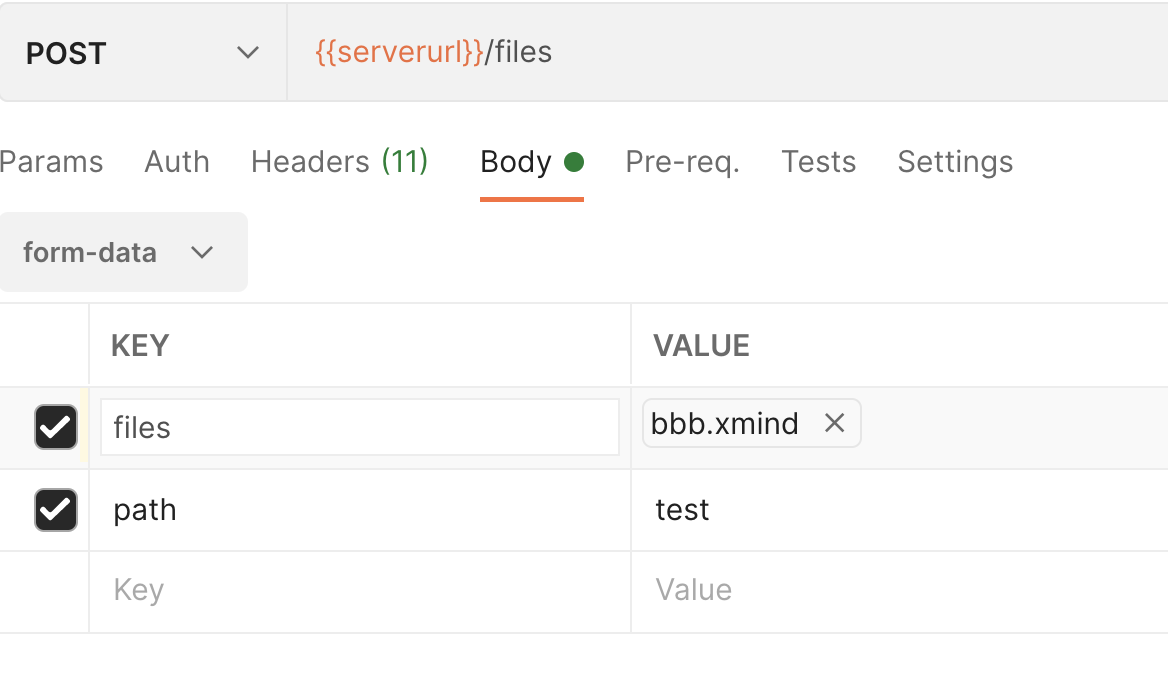 POST {{serverurl}}/files
Params Auth Headers (11) Body Pre-req. Tests Settings
form-data
KEY VALUE
files bbb.xmind
path test
Key Value